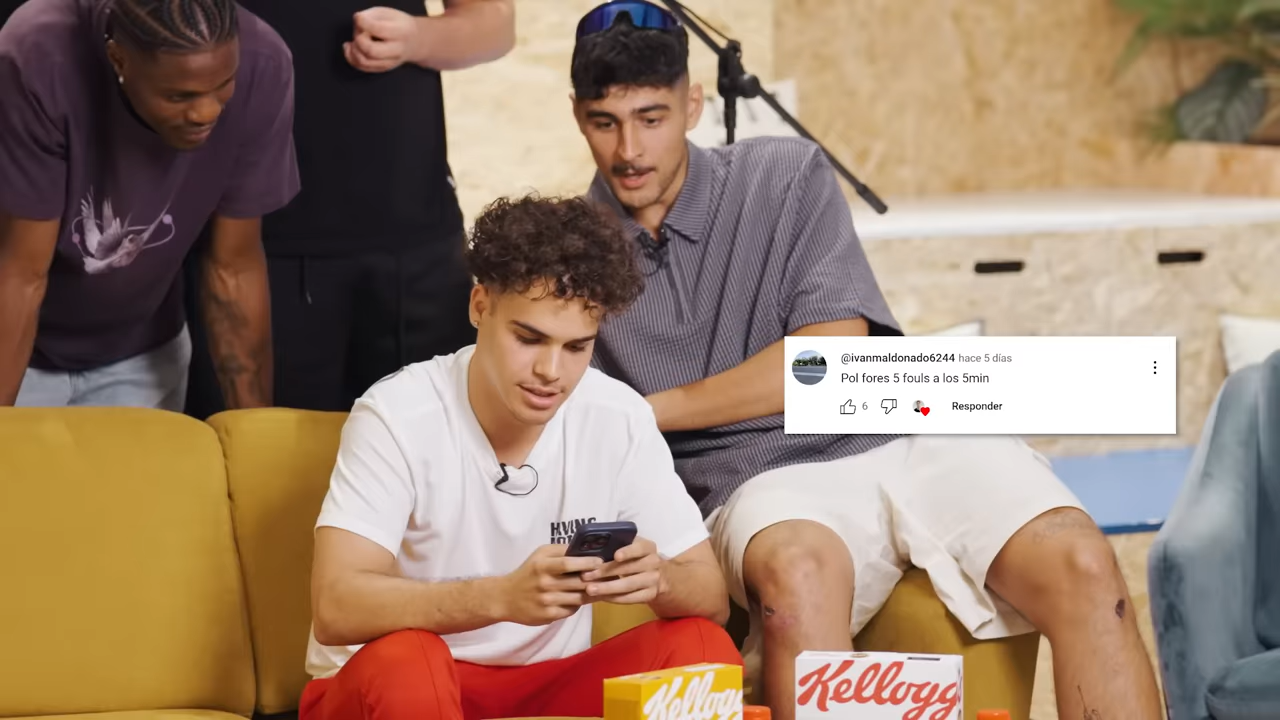 @ivanmaldonado6244 hace 5 días
Pol fores 5 fouls a los 5min
6
Responder
Kellogg
Kellogg